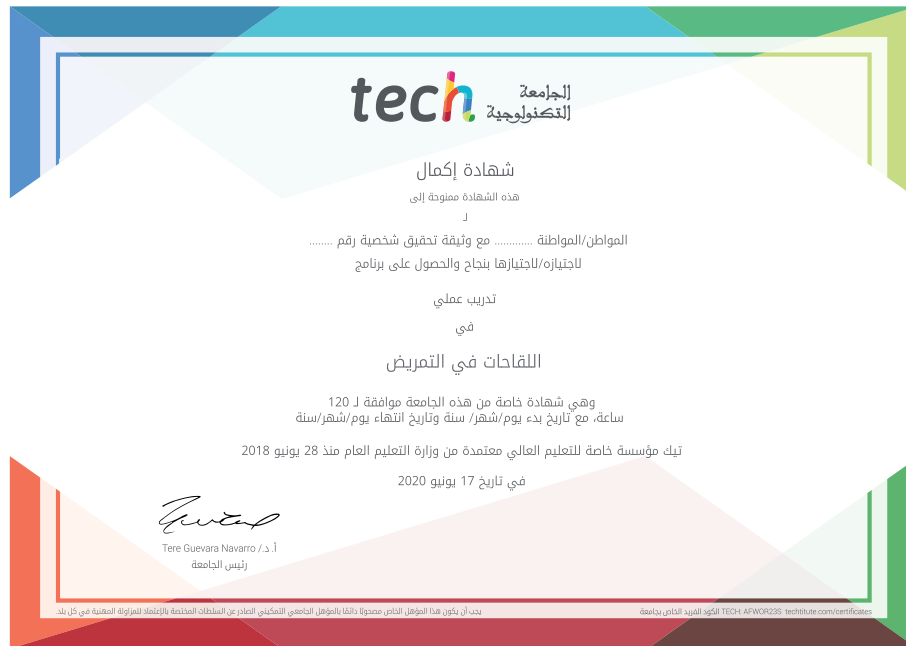 tech
الجامعة
التكنولوجية
شهادة إكمال
هذه الشهادة ممنوحة إلى
لـ
المواطن/المواطنة ............. مع وثيقة تحقيق شخصية رقم ........
لاجتيازه/لاجتيازها بنجاح والحصول على برنامج
تدريب عملي
في
اللقاحات في التمريض
وهي شهادة خاصة من هذه الجامعة موافقة لـ 120
ساعة، مع تاريخ بدء يوم/شهر/ سنة وتاريخ انتهاء يوم/شهر/سنة
تيك مؤسسة خاصة للتعليم العالي معتمدة من وزارة التعليم العام منذ 28 يونيو 2018
في تاريخ 17 يونيو 2020
أ.د./ Tere Guevara Navarro
رئيس الجامعة
الكود الفريد الخاص بجامعة TECH: AFWOR23S techtitute.com/certificates
يجب أن يكون هذا المؤهل الخاص مصحوبًا دائمًا بالمؤهل الجامعي التمكيني الصادر عن السلطات المختصة بالإعتماد للمزاولة المهنية في كل بلد.